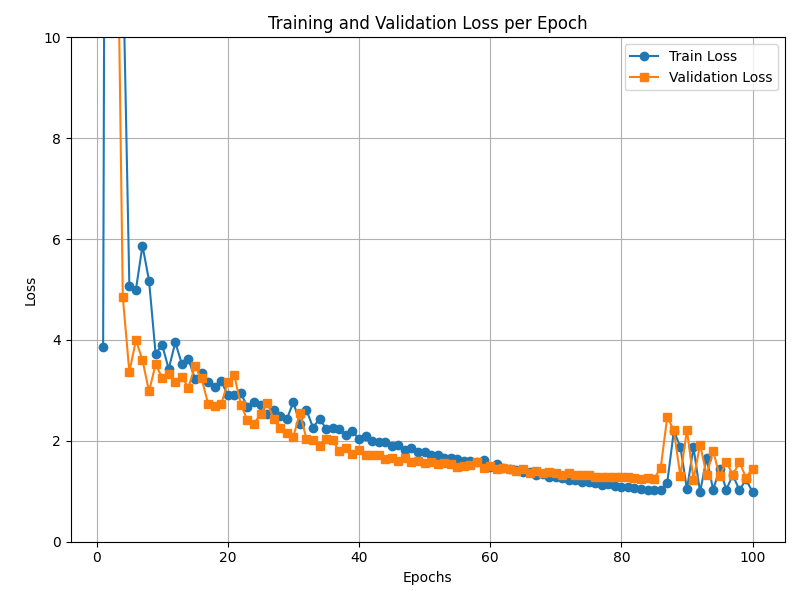 Training and Validation Loss per Epoch
Train Loss
Validation Loss
Loss
10
8
6
4
2
0
0 20 40 60 80 100
Epochs